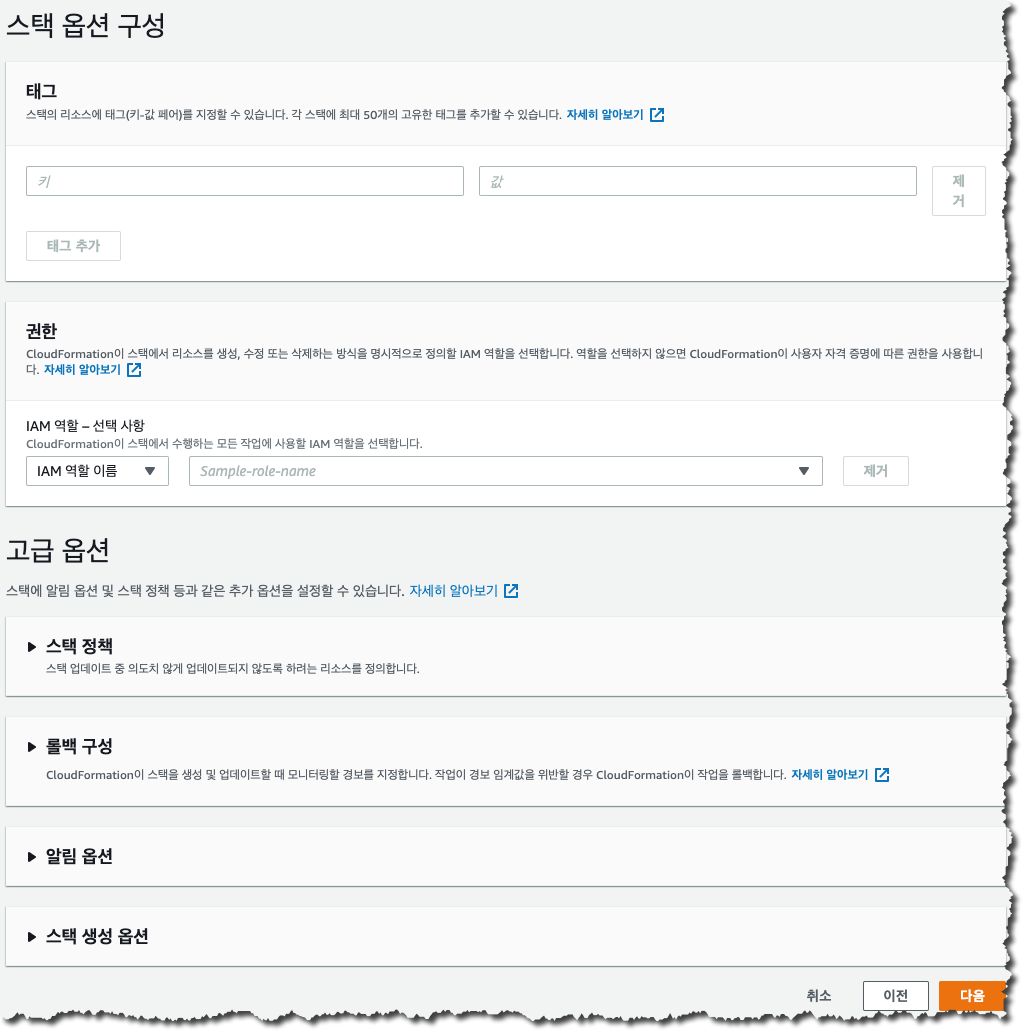 스택 옵션 구성
태그
스택의 리소스에 태그(키-값 페어)를 지정할 수 있습니다. 각 스택에 최대 50개의 고유한 태그를 추가할 수 있습니다. 자세히 알아보기
키 값 제
거
태그 추가
권한
CloudFormation이 스택에서 리소스를 생성, 수정 또는 삭제하는 방식을 명시적으로 정의할 IAM 역할을 선택합니다. 역할을 선택하지 않으면 CloudFormation이 사용자 자격 증명에 따른 권한을 사용합니
다. 자세히 알아보기
IAM 역할 – 선택 사항
CloudFormation이 스택에서 수행하는 모든 작업에 사용할 IAM 역할을 선택합니다.
IAM 역할 이름 Sample-role-name 제거
고급 옵션
스택에 알림 옵션 및 스택 정책 등과 같은 추가 옵션을 설정할 수 있습니다. 자세히 알아보기
스택 정책
스택 업데이트 중 의도치 않게 업데이트되지 않도록 하려는 리소스를 정의합니다.
롤백 구성
CloudFormation이 스택을 생성 및 업데이트할 때 모니터링할 경보를 지정합니다. 작업이 경보 임계값을 위반할 경우 CloudFormation이 작업을 롤백합니다. 자세히 알아보기
알림 옵션
스택 생성 옵션
취소 이전 다음